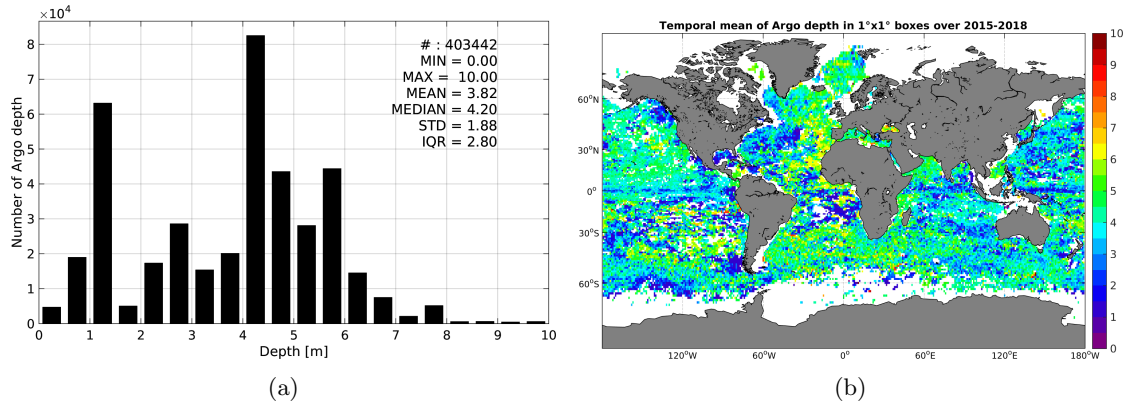 ×10⁴
# : 403442
MIN = 0.00
MAX = 10.00
MEAN = 3.82
MEDIAN = 4.20
STD = 1.88
IQR = 2.80
8
7
6
5
4
3
2
1
0
Number of Argo depth
0 1 2 3 4 5 6 7 8 9 10
Depth [m]
(a)
Temporal mean of Argo depth in 1°x1° boxes over 2015-2018
60°N
30°N
0°
30°S
60°S
120°W 60°W 0° 60°E 120°E 180°W
10
9
8
7
6
5
4
3
2
1
0
(b)